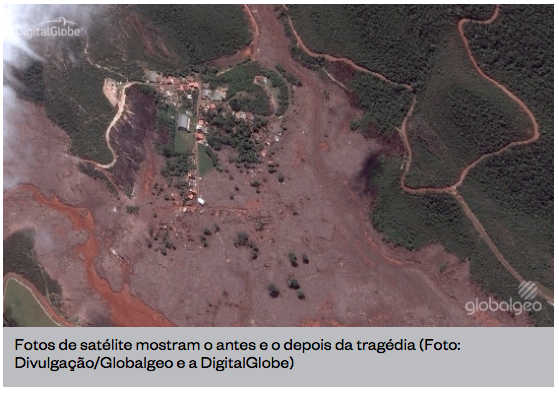 DigitalGlobe
globalgeo
Fotos de satélite mostram o antes e o depois da tragédia (Foto:
Divulgação/Globalgeo e a DigitalGlobe)